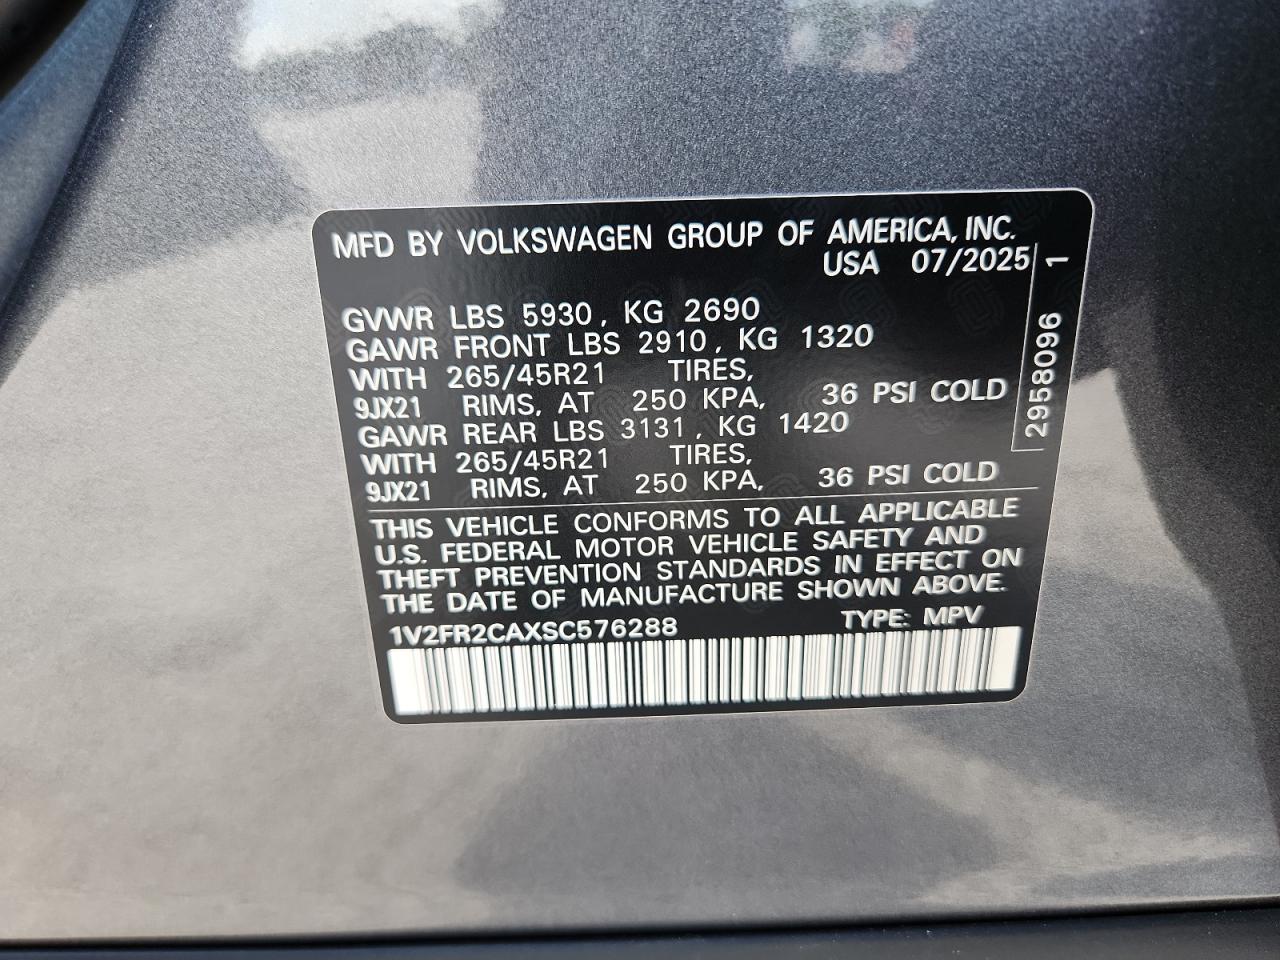 MFD BY VOLKSWAGEN GROUP OF AMERICA, INC.
USA 07/2025
GVWR LBS 5930, KG 2690
GAWR FRONT LBS 2910, KG 1320
WITH 265/45R21 TIRES,
9JX21 RIMS, AT 250 KPA, 36 PSI COLD
GAWR REAR LBS 3131, KG 1420
WITH 265/45R21 TIRES,
9JX21 RIMS, AT 250 KPA, 36 PSI COLD
THIS VEHICLE CONFORMS TO ALL APPLICABLE
U.S. FEDERAL MOTOR VEHICLE SAFETY AND
THEFT PREVENTION STANDARDS IN EFFECT ON
THE DATE OF MANUFACTURE SHOWN ABOVE.
1V2FR2CAXSC576288 TYPE: MPV
2958096 1